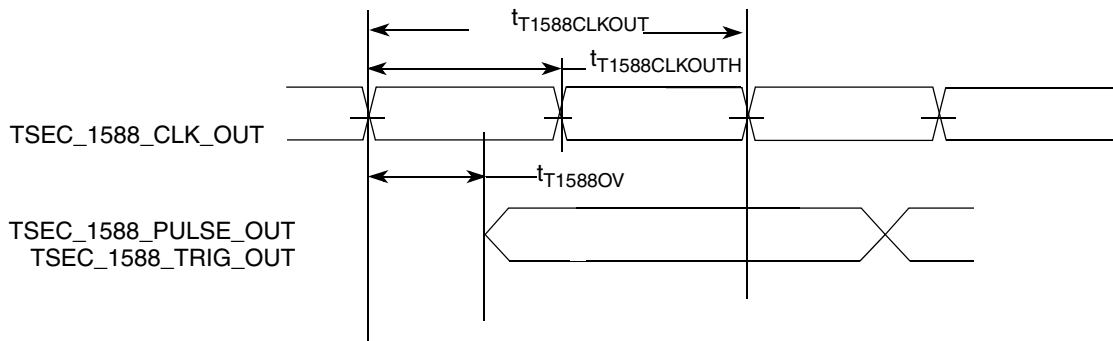 tT1588CLKOUT
tT1588CLKOUTH
TSEC_1588_CLK_OUT
tT1588OV
TSEC_1588_PULSE_OUT
TSEC_1588_TRIG_OUT